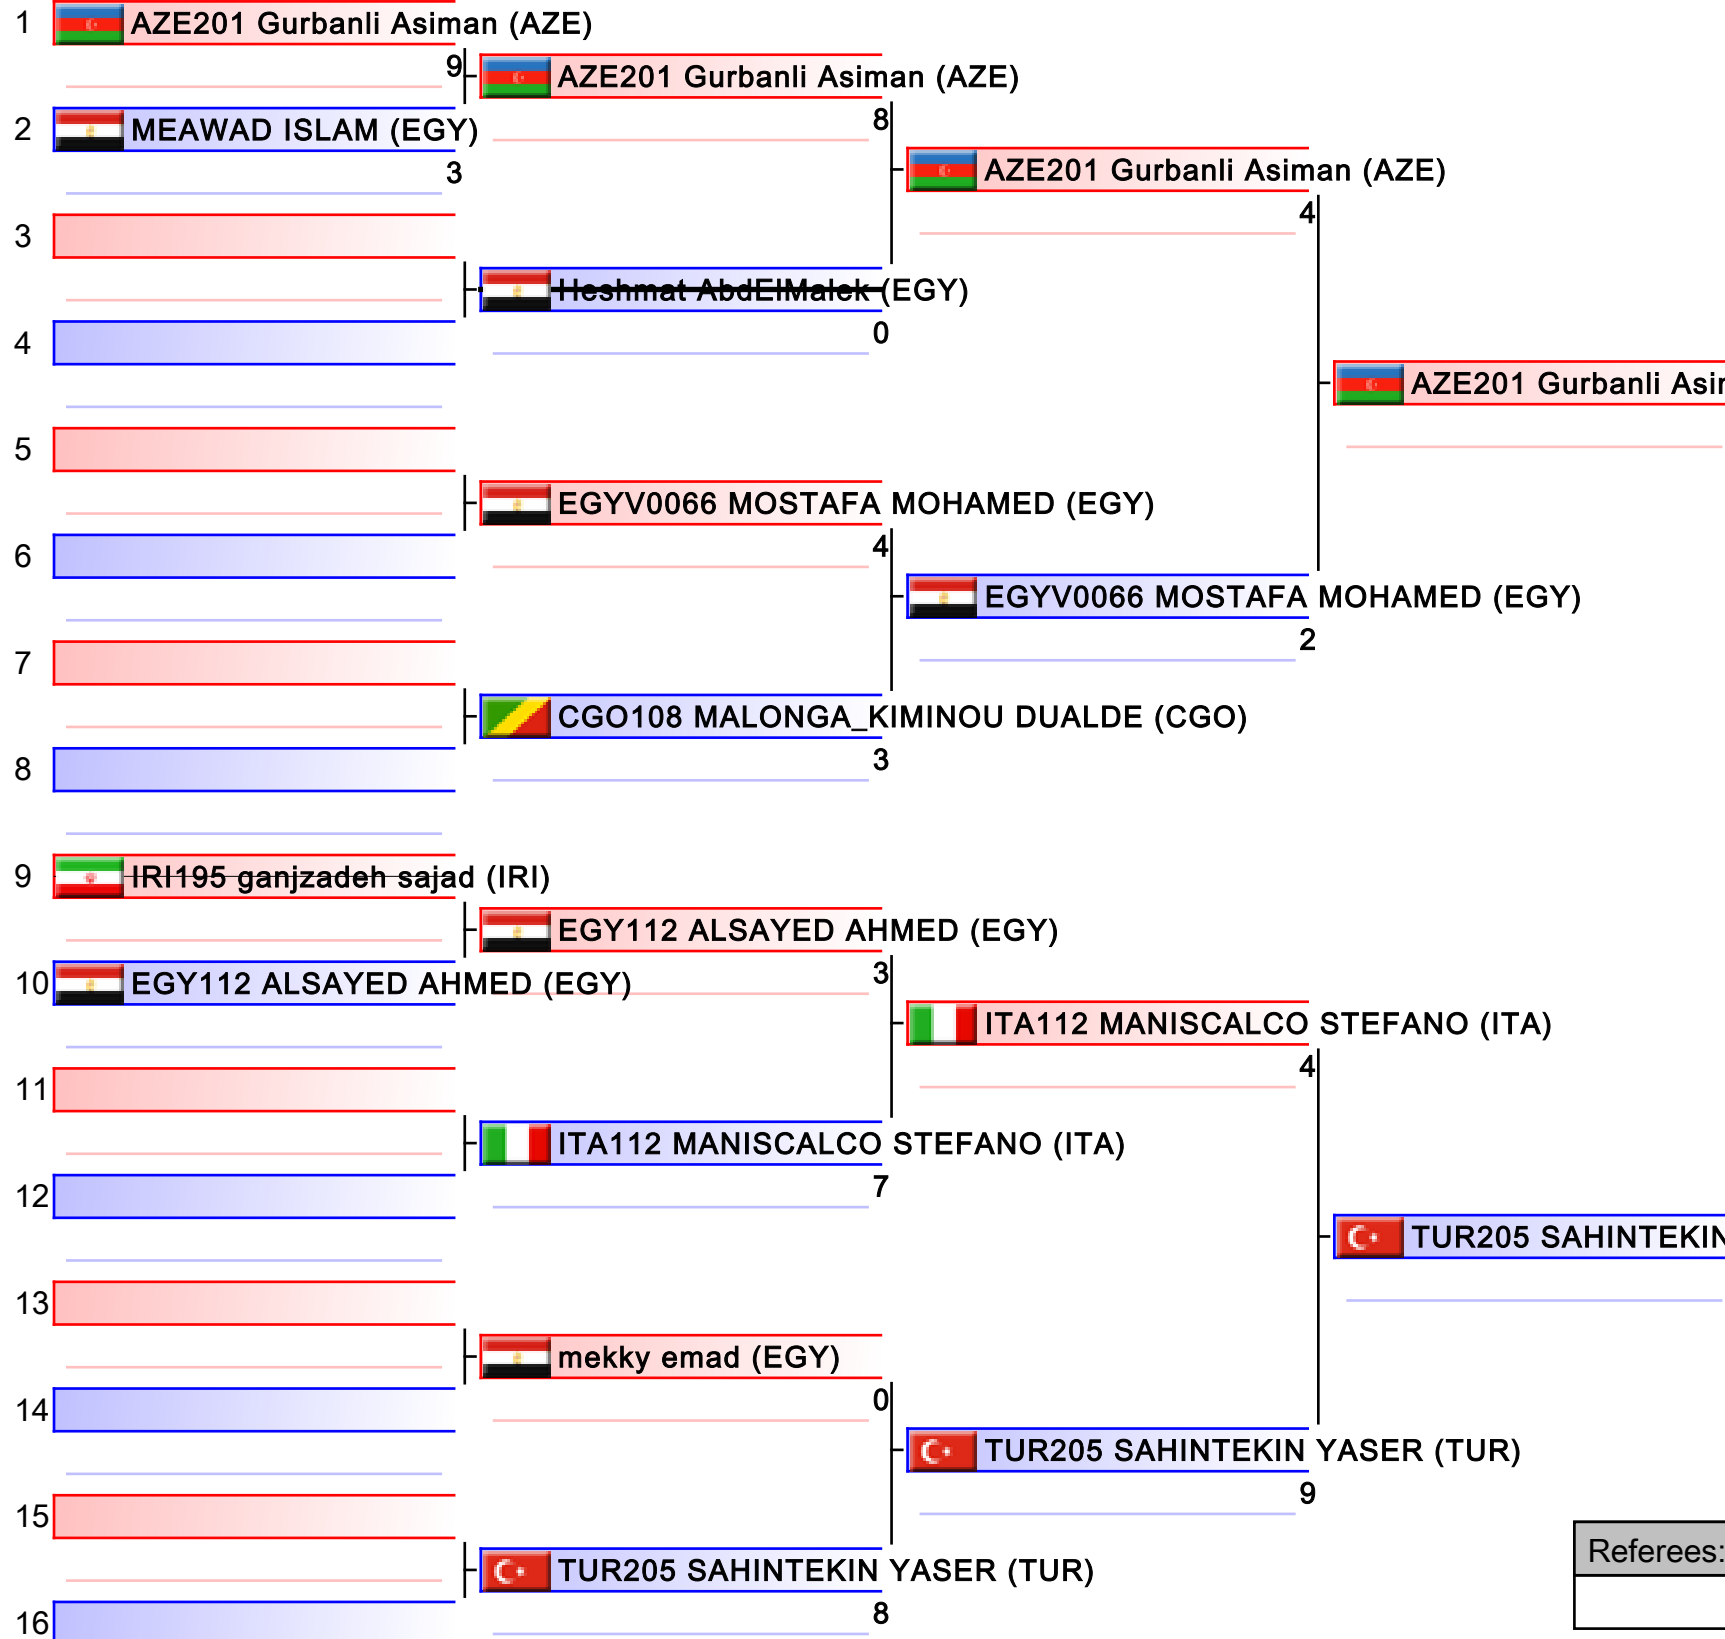 1 AZE201 Gurbanli Asiman (AZE)
9 AZE201 Gurbanli Asiman (AZE)
2 MEAWAD ISLAM (EGY)
8
3
AZE201 Gurbanli Asiman (AZE)
4
3
Heshmat AbdElMalek (EGY)
0
4
AZE201 Gurbanli
5
EGYV0066 MOSTAFA MOHAMED (EGY)
4
6
EGYV0066 MOSTAFA MOHAMED (EGY)
2
7
CGO108 MALONGA_KIMINOU DUALDE (CGO)
3
8
9 IRI195 ganjzadeh sajad (IRI)
EGY112 ALSAYED AHMED (EGY)
3
10 EGY112 ALSAYED AHMED (EGY)
ITA112 MANISCALCO STEFANO (ITA)
4
11
ITA112 MANISCALCO STEFANO (ITA)
7
12
TUR205 SAHINTEKIN
13
mekky emad (EGY)
0
14
TUR205 SAHINTEKIN YASER (TUR)
9
15
Referees:
TUR205 SAHINTEKIN YASER (TUR)
8
16